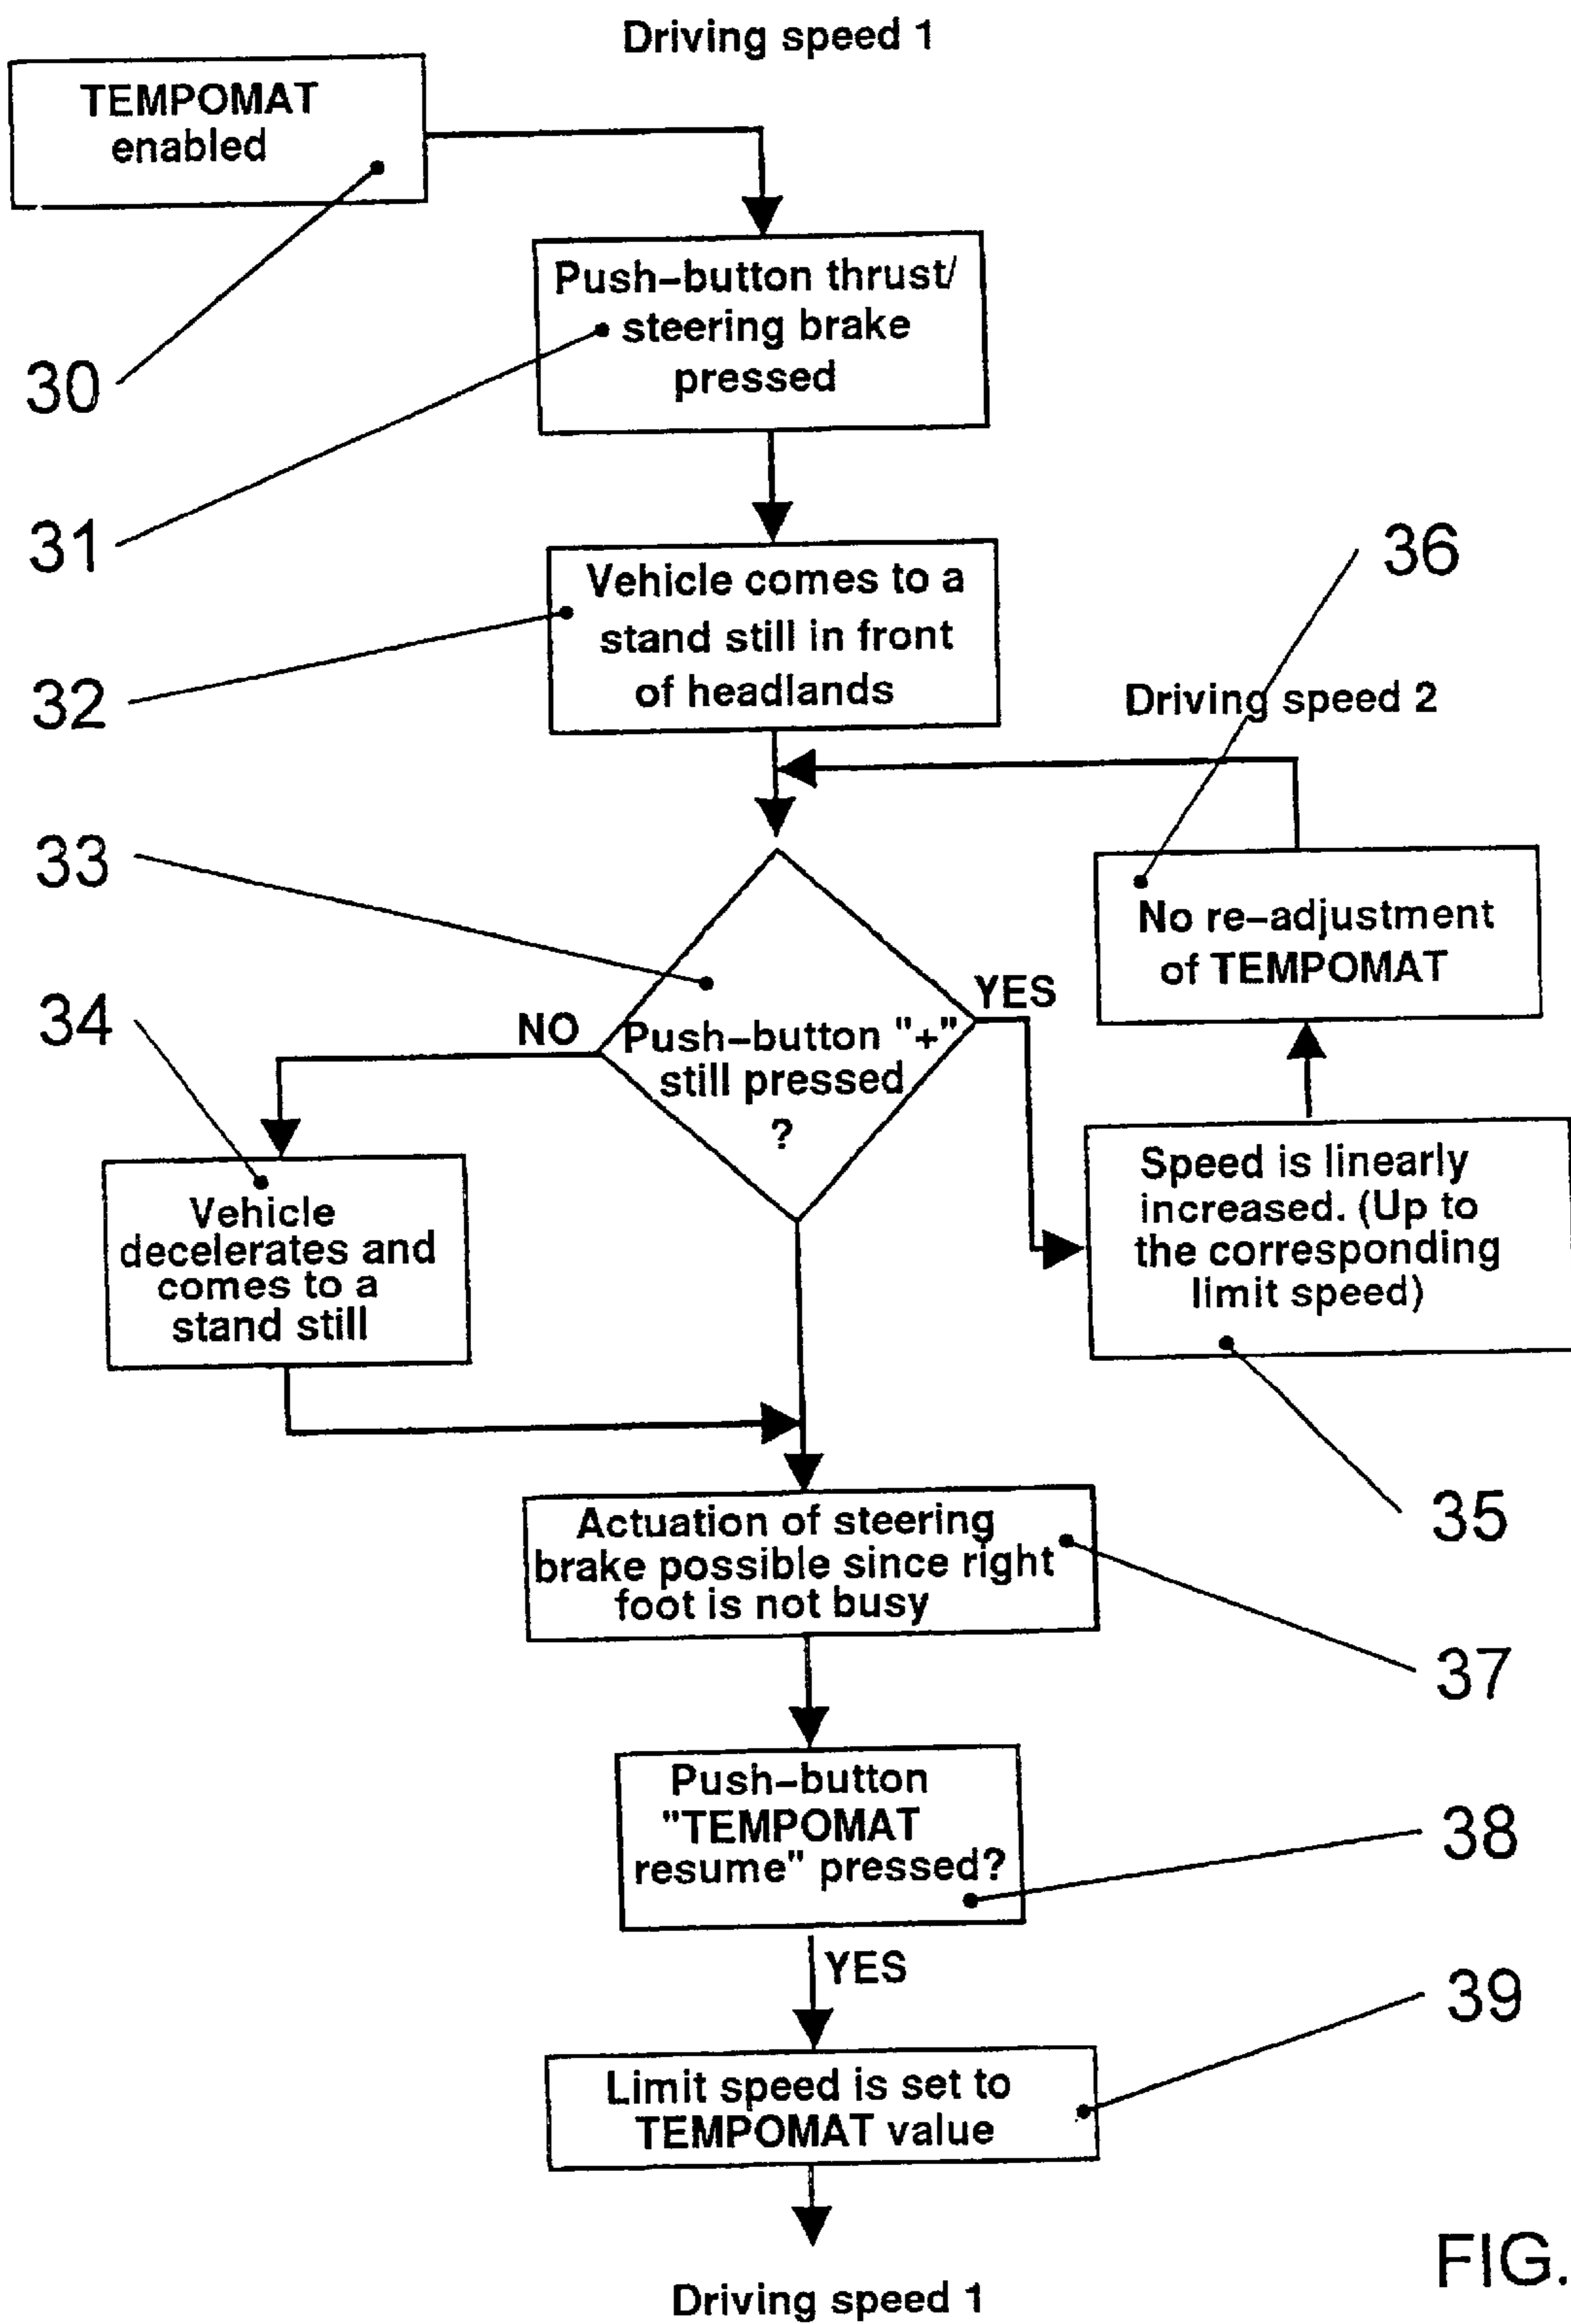 Driving speed 1
TEMPOMAT
enabled
Push-button thrust/
steering brake
pressed
30
31
Vehicle comes to a
stand still in front
of headlands
36
32
Driving speed 2
33
No re-adjustment
of TEMPOMAT
34
NO
YES
Push-button "+"
still pressed
?
Speed is linearly
increased. (Up to
the corresponding
limit speed)
Vehicle
decelerates and
comes to a
stand still
35
Actuation of steering
brake possible since right
foot is not busy
37
Push-button
"TEMPOMAT
resume" pressed?
38
YES
39
Limit speed is set to
TEMPOMAT value
Driving speed 1
FIG.